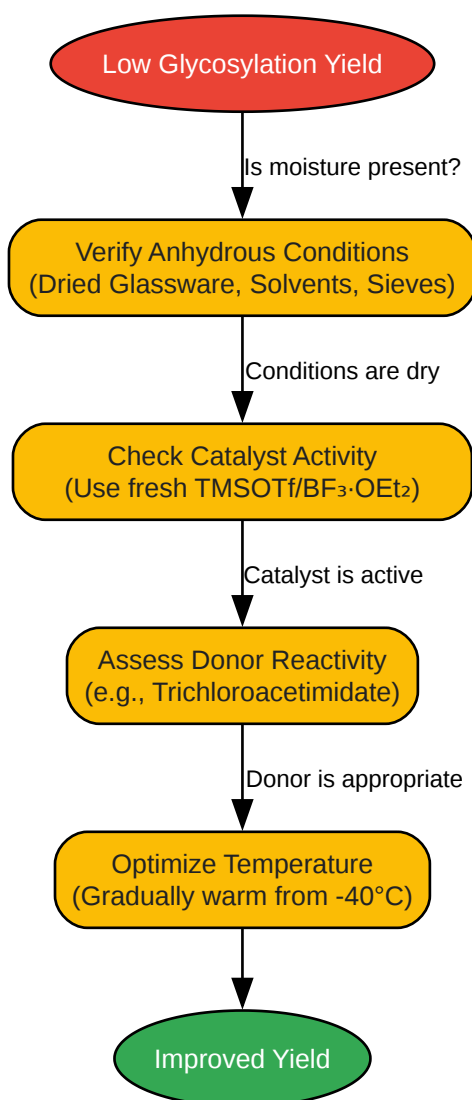 Low Glycosylation Yield
Is moisture present?
Verify Anhydrous Conditions
(Dried Glassware, Solvents, Sieves)
Conditions are dry
Check Catalyst Activity
(Use fresh TMSOTf/BF₃·OEt₂)
Catalyst is active
Assess Donor Reactivity
(e.g., Trichloroacetimidate)
Donor is appropriate
Optimize Temperature
(Gradually warm from -40°C)
Improved Yield